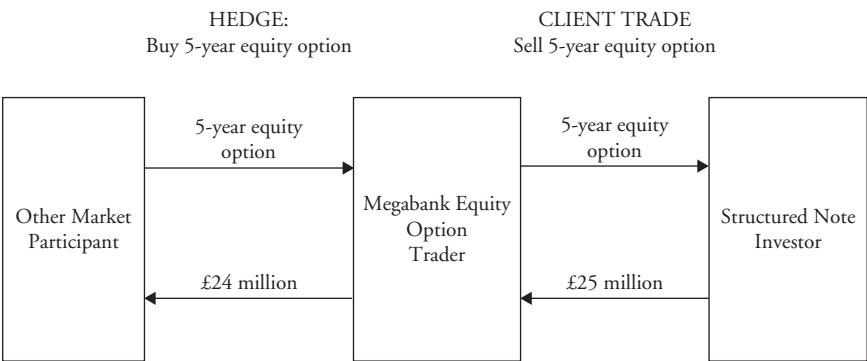 HEDGE:
Buy 5-year equity option
CLIENT TRADE
Sell 5-year equity option
5-year equity
option
5-year equity
option
Other Market
Participant
Megabank Equity
Option
Trader
Structured Note
Investor
£24 million
£25 million